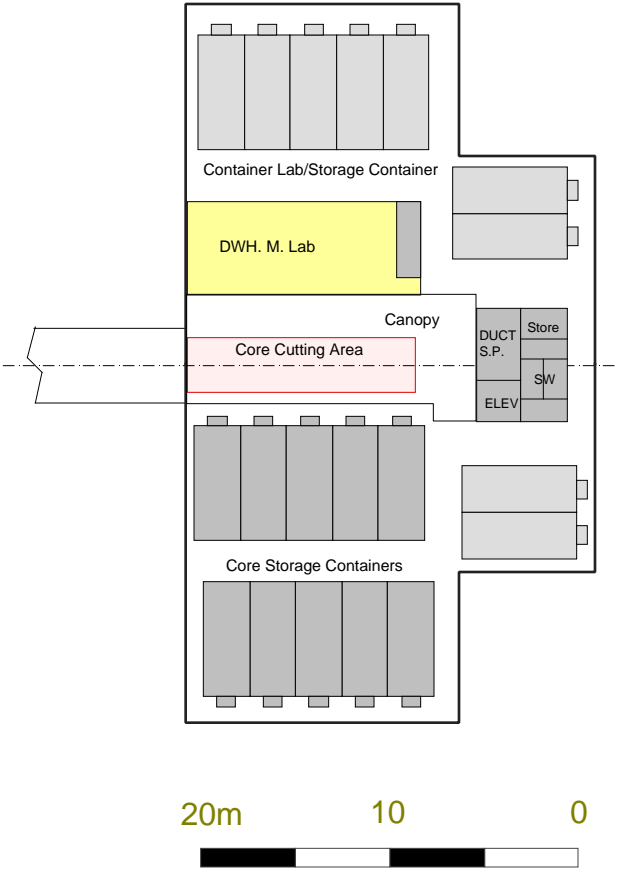 Container Lab/Storage Container
DWH. M. Lab
Canopy
Core Cutting Area
DUCT
S.P.
Store
SW
ELEV
Core Storage Containers
20m
10
0